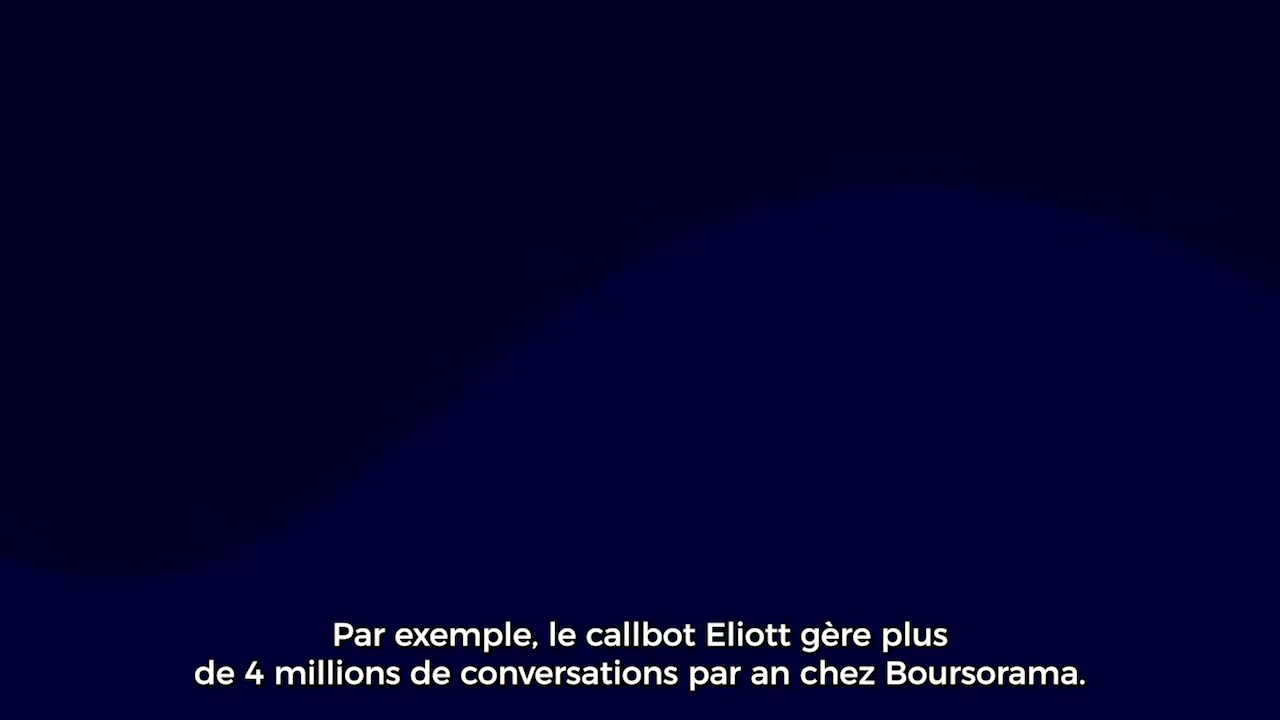 Par exemple, le callbot Eliott gère plus
de 4 millions de conversations par an chez Boursorama.